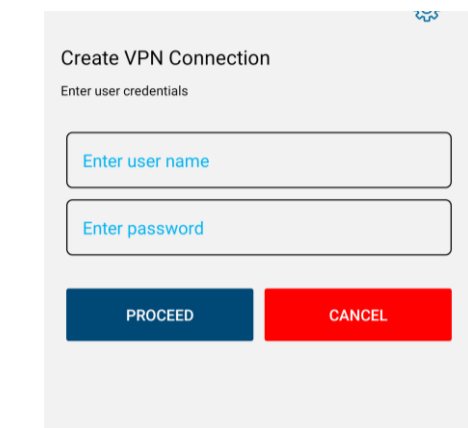 Create VPN Connection
Enter user credentials
Enter user name
Enter password
PROCEED
CANCEL